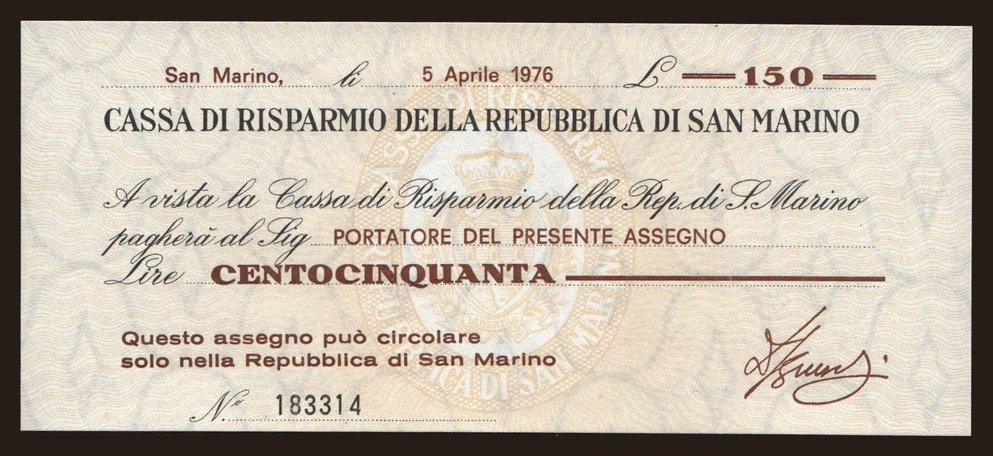 San Marino, lì 5 Aprile 1976 £ 150
CASSA DI RISPARMIO DELLA REPUBBLICA DI SAN MARINO
A vista la Cassa di Risparmio della Rep. di S. Marino
pagherà al Sig PORTATORE DEL PRESENTE ASSEGNO
Lire CENTOCINQUANTA
Questo assegno può circolare
solo nella Repubblica di San Marino
N.º 183314